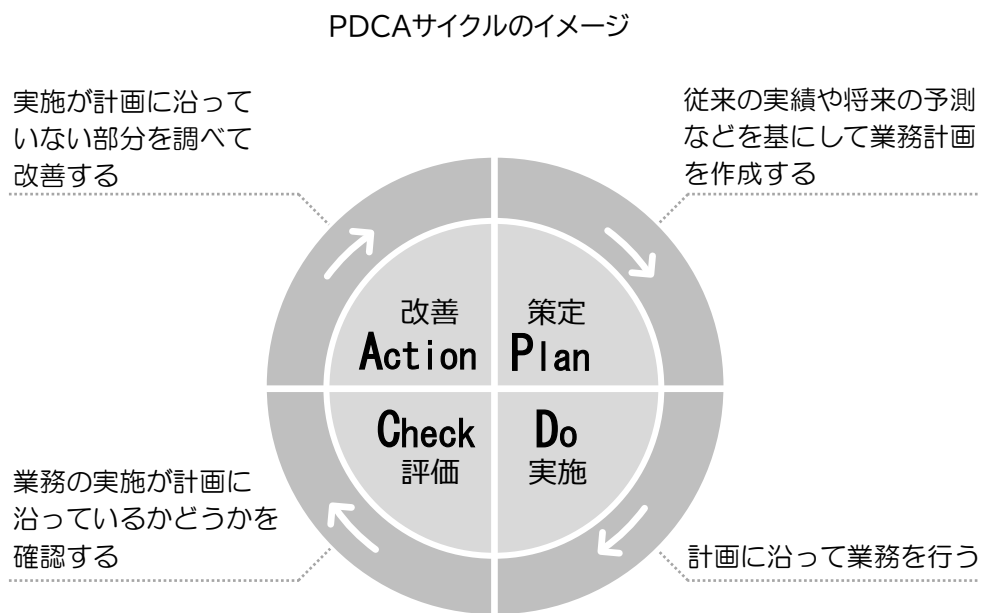 PDCAサイクルのイメージ
実施が計画に沿って
いない部分を調べて
改善する
従来の実績や将来の予測
などを基にして業務計画
を作成する
改善
Action
策定
Plan
Check
評価
Do
実施
業務の実施が計画に
沿っているかどうかを
確認する
計画に沿って業務を行う